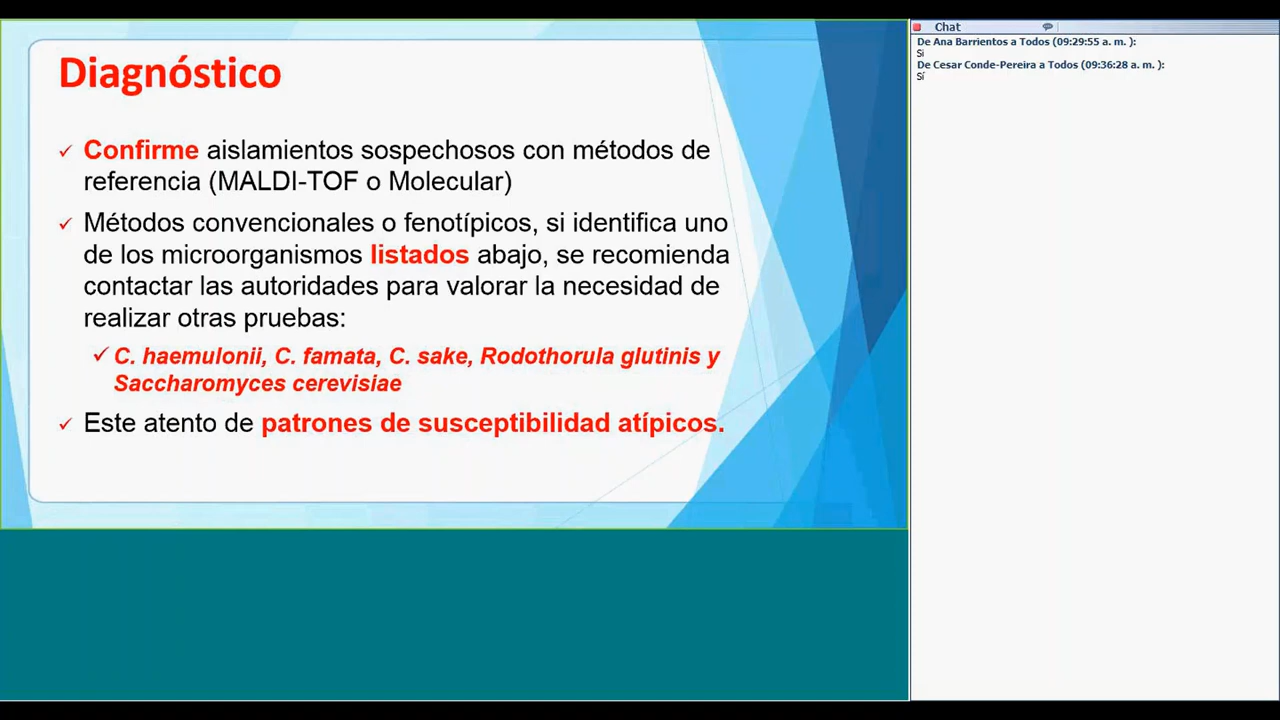 Diagnóstico
✓ Confirme aislamientos sospechosos con métodos de
referencia (MALDI-TOF o Molecular)
✓ Métodos convencionales o fenotípicos, si identifica uno
de los microorganismos listados abajo, se recomienda
contactar las autoridades para valorar la necesidad de
realizar otras pruebas:
✓ C. haemulonii, C. famata, C. sake, Rodothorula glutinis y
Saccharomyces cerevisiae
✓ Este atento de patrones de susceptibilidad atípicos.
Chat
De Ana Barrientos a Todos (09:29:55 a. m. ):
Si
De Cesar Conde-Pereira a Todos (09:36:28 a. m. ):
Sí